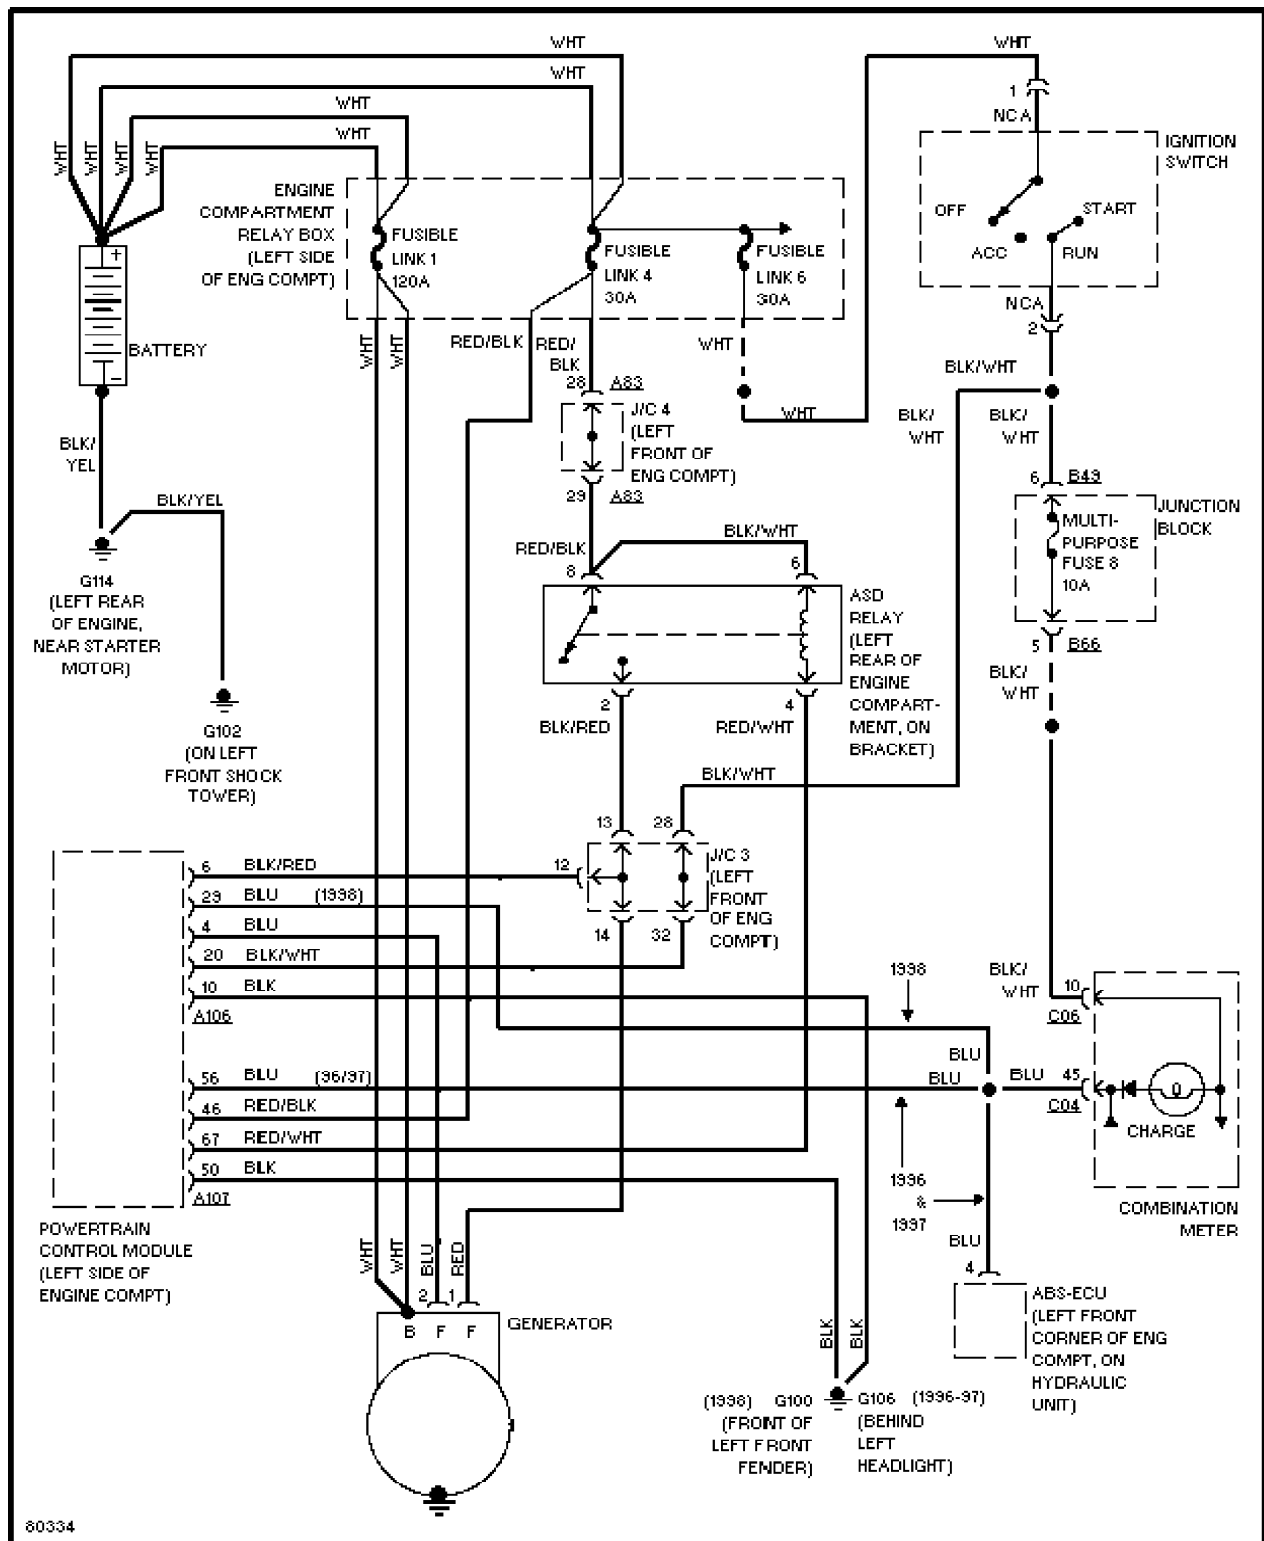 WHT
WHT
WHT
WHT
WHT
WHT
WHT
WHT
WHT
1
NCA
IGNITION
SWITCH
OFF
START
ACC
RUN
NCA
2
ENGINE
COMPARTMENT
RELAY BOX
(LEFT SIDE
OF ENG COMPT)
FUSIBLE
LINK 1
120A
FUSIBLE
LINK 4
30A
FUSIBLE
LINK 6
30A
+
BATTERY
−
WHT
WHT
RED/BLK
RED/
BLK
WHT
WHT
28
A83
J/C 4
(LEFT
FRONT OF
ENG COMPT)
29
A83
BLK/WHT
BLK/
WHT
BLK/
WHT
6
B49
JUNCTION
BLOCK
MULTI-
PURPOSE
FUSE 8
10A
5
B66
BLK/
WHT
BLK/
YEL
BLK/YEL
G114
(LEFT REAR
OF ENGINE,
NEAR STARTER
MOTOR)
G102
(ON LEFT
FRONT SHOCK
TOWER)
RED/BLK
BLK/WHT
8
6
ASD
RELAY
(LEFT
REAR OF
ENGINE
COMPART-
MENT, ON
BRACKET)
2
4
BLK/RED
RED/WHT
BLK/WHT
13
28
12
J/C 3
(LEFT
FRONT
OF ENG
COMPT)
14
32
6 BLK/RED
29 BLU (1998)
4 BLU
20 BLK/WHT
10 BLK
A106
56 BLU (96/97)
46 RED/BLK
67 RED/WHT
50 BLK
A107
POWERTRAIN
CONTROL MODULE
(LEFT SIDE OF
ENGINE COMPT)
1998
BLK/
WHT
10
C06
BLU
BLU
BLU
45
C04
CHARGE
COMBINATION
METER
1996
&
1997
BLU
4
ABS-ECU
(LEFT FRONT
CORNER OF ENG
COMPT, ON
HYDRAULIC
UNIT)
WHT
WHT
BLU
RED
2
1
B F F
GENERATOR
BLK
BLK
(1998) G100
(FRONT OF
LEFT FRONT
FENDER)
G106 (1996-97)
(BEHIND
LEFT
HEADLIGHT)
80334